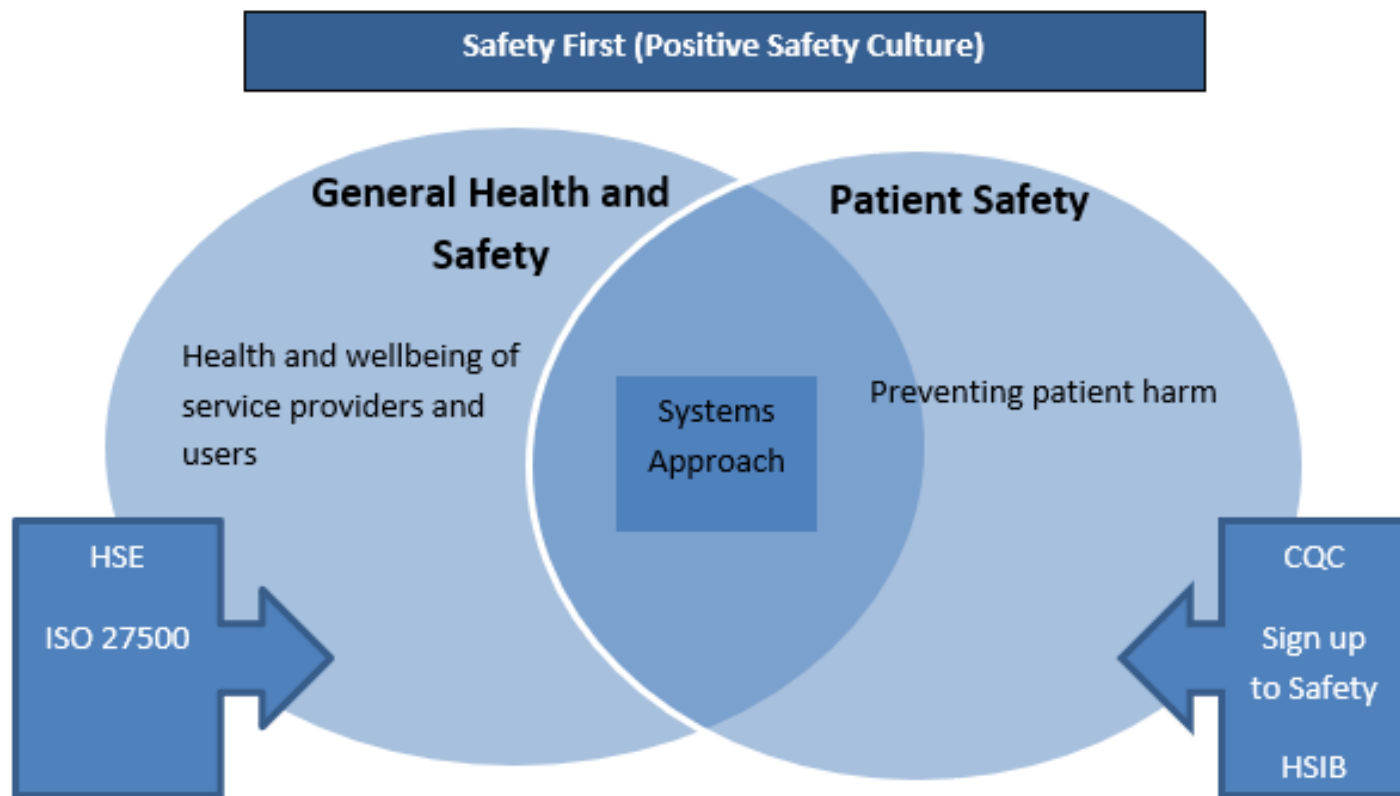 Safety First (Positive Safety Culture)
General Health and
Safety
Patient Safety
Health and wellbeing of
service providers and
users
Systems
Approach
Preventing patient harm
HSE
ISO 27500
CQC
Sign up
to Safety
HSIB